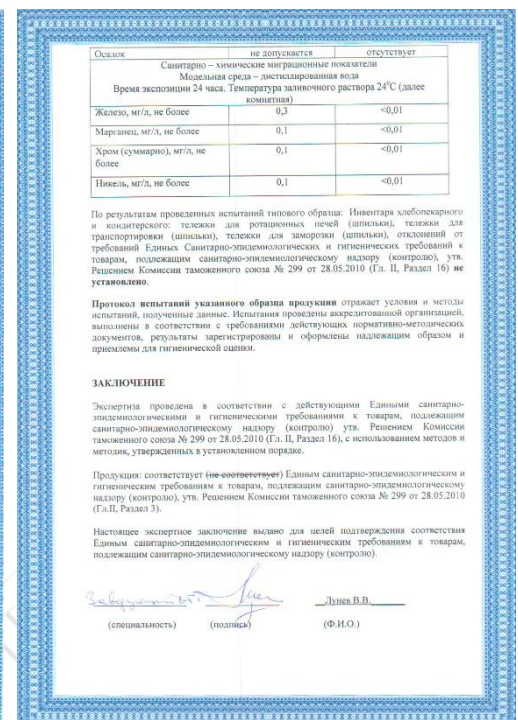 Осадок не допускается отсутствует
Санитарно – химические миграционные показатели
Модельная среда – дистиллированная вода
Время экспозиции 24 часа. Температура заливочного раствора 24⁰С (далее
комнатная)
Железо, мг/л, не более 0,3 <0,01
Марганец, мг/л, не более 0,1 <0,01
Хром (суммарно), мг/л, не 0,1 <0,01
более
Никель, мг/л, не более 0,1 <0,01
По результатам проведенных испытаний типового образца: Инвентаря хлебопекарного
и кондитерского: тележки для ротационных печей (шпильки), тележки для
транспортировки (шпильки), тележки для заморозки (шпильки), отклонений от
требований Единых Санитарно-эпидемиологических и гигиенических требований к
товарам, подлежащим санитарно-эпидемиологическому надзору (контролю), утв.
Решением Комиссии таможенного союза № 299 от 28.05.2010 (Гл. II, Раздел 16) не
установлено.
Протокол испытаний указанного образца продукции отражает условия и методы
испытаний, полученные данные. Испытания проведены аккредитованной организацией,
выполнены в соответствии с требованиями действующих нормативно-методических
документов, результаты зарегистрированы и оформлены надлежащим образом и
приемлемы для гигиенической оценки.
ЗАКЛЮЧЕНИЕ
Экспертиза проведена в соответствии с действующими Едиными санитарно-
эпидемиологическими и гигиеническими требованиями к товарам, подлежащим
санитарно-эпидемиологическому надзору (контролю) утв. Решением Комиссии
таможенного союза № 299 от 28.05.2010 (Гл. II, Раздел 16), с использованием методов и
методик, утвержденных в установленном порядке.
Продукция: соответствует (не соответствует) Единым санитарно-эпидемиологическим и
гигиеническим требованиям к товарам, подлежащим санитарно-эпидемиологическому
надзору (контролю), утв. Решением Комиссии таможенного союза № 299 от 28.05.2010
(Гл.II, Раздел 3).
Настоящее экспертное заключение выдано для целей подтверждения соответствия
Единым санитарно-эпидемиологическим и гигиеническим требованиям к товарам,
подлежащим санитарно-эпидемиологическому надзору (контролю).
Лунев В.В.
(специальность) (подпись) (Ф.И.О.)